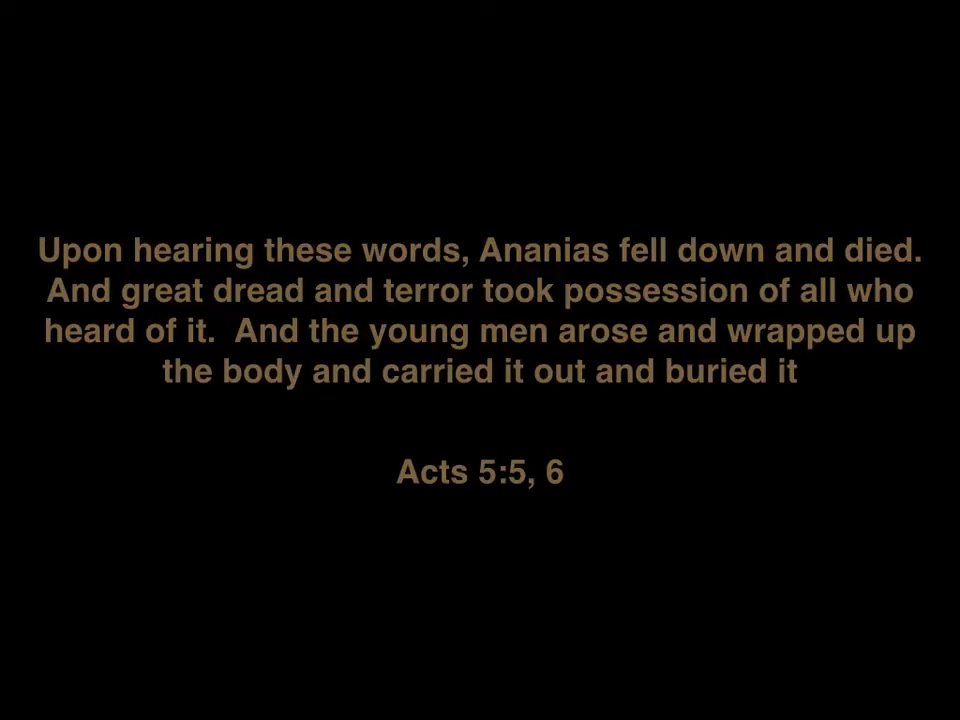 Upon hearing these words, Ananias fell down and died.
And great dread and terror took possession of all who
heard of it.  And the young men arose and wrapped up
the body and carried it out and buried it
Acts 5:5, 6